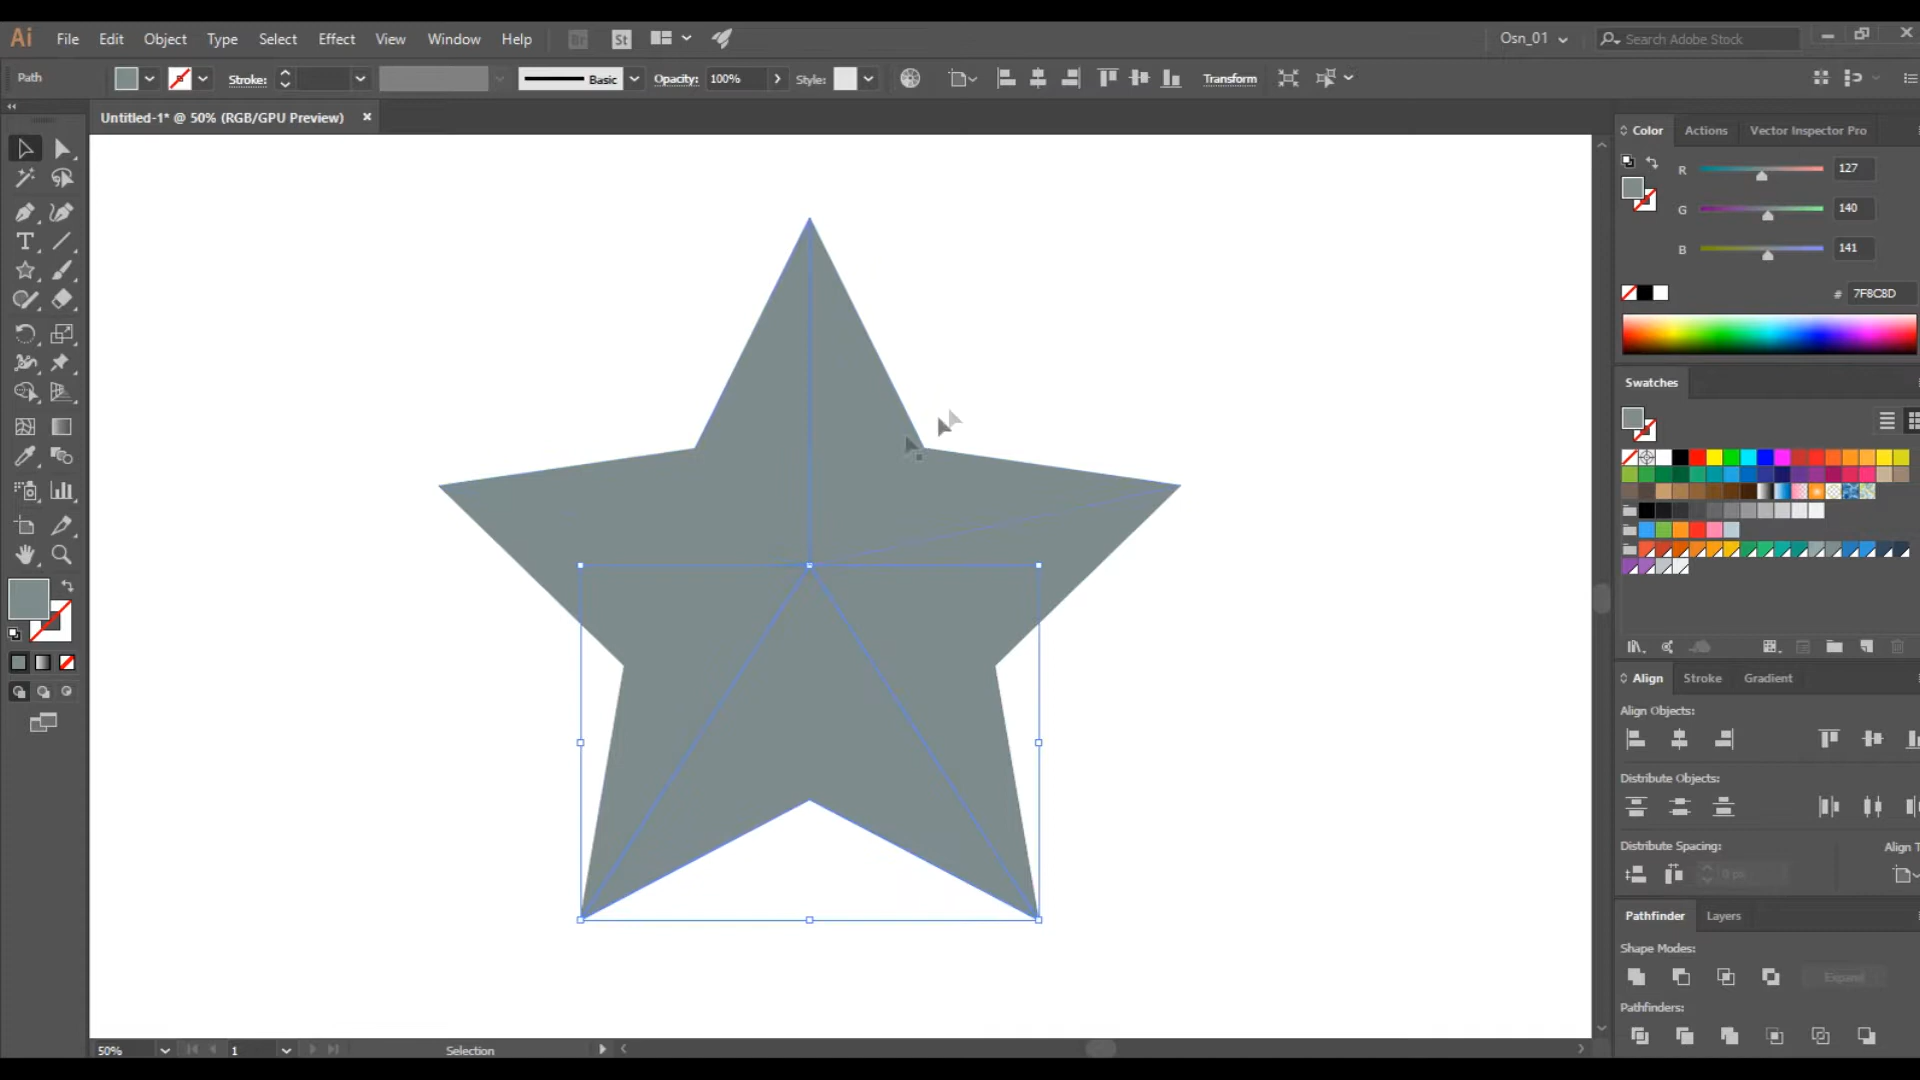 Ai File Edit Object Type Select Effect View Window Help Br St Osn_01 Search Adobe Stock
Path Stroke: Basic Opacity: 100% Style: Transform
Untitled-1* @ 50% (RGB/GPU Preview)
Color Actions Vector Inspector Pro
R 127
G 140
B 141
# 7F8C8D
Swatches
Align Stroke Gradient
Align Objects:
Distribute Objects:
Distribute Spacing: Align T
0 px
Pathfinder Layers
Shape Modes:
Expand
Pathfinders:
50% 1 Selection